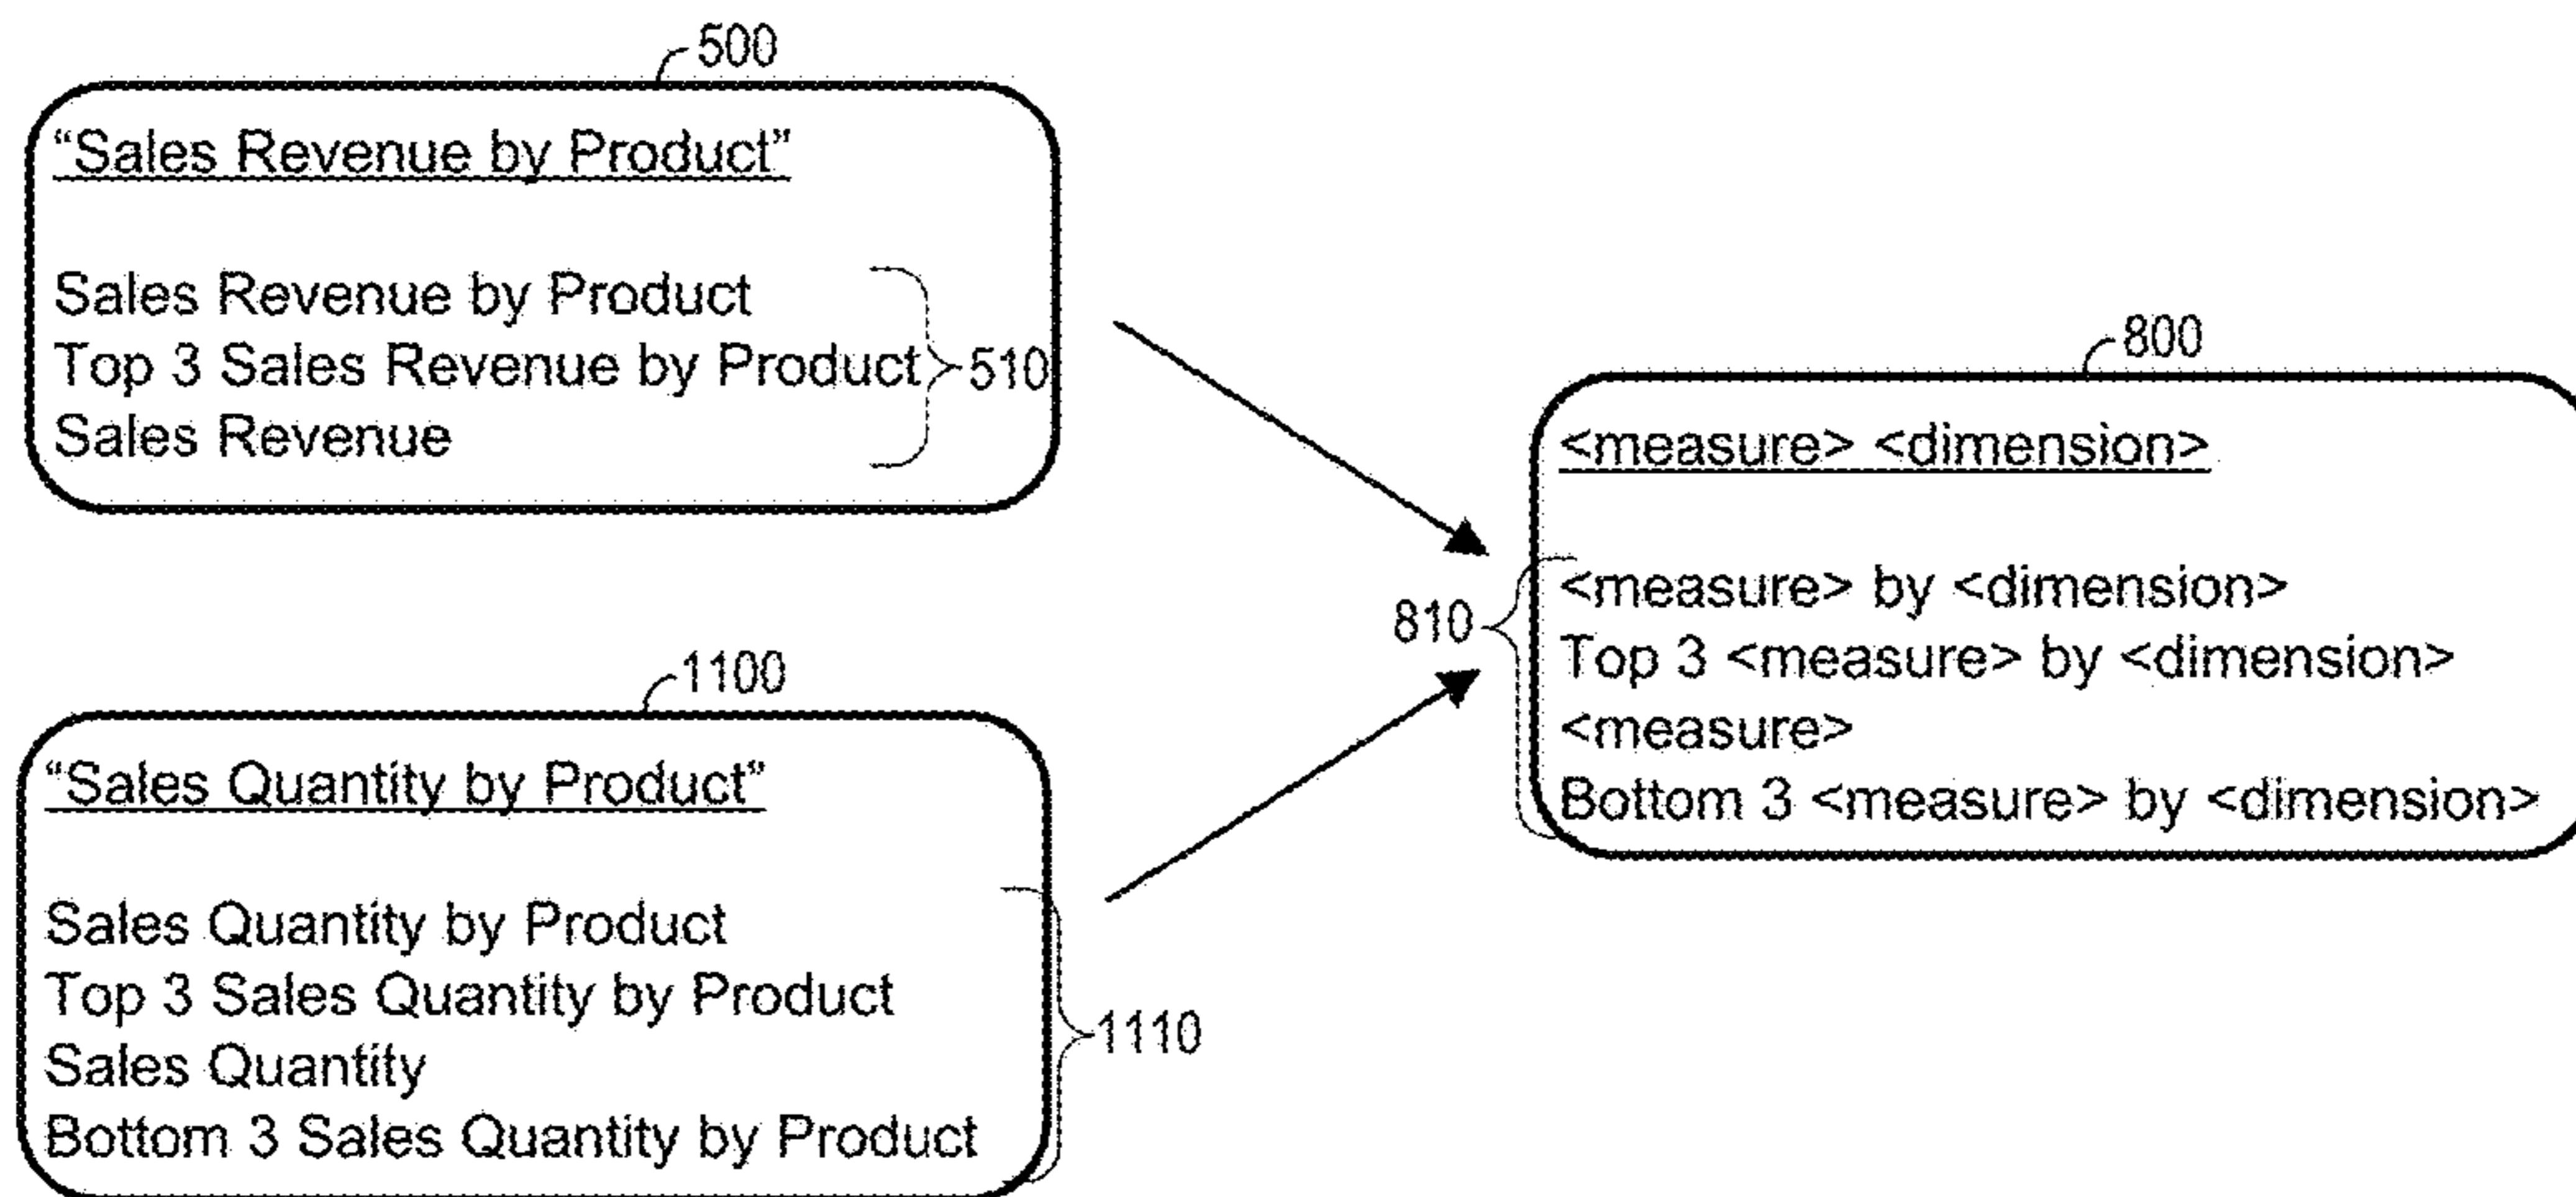 500
“Sales Revenue by Product”
Sales Revenue by Product
Top 3 Sales Revenue by Product
Sales Revenue
510
1100
“Sales Quantity by Product”
Sales Quantity by Product
Top 3 Sales Quantity by Product
Sales Quantity
Bottom 3 Sales Quantity by Product
1110
800
<measure> <dimension>
<measure> by <dimension>
Top 3 <measure> by <dimension>
<measure>
Bottom 3 <measure> by <dimension>
810